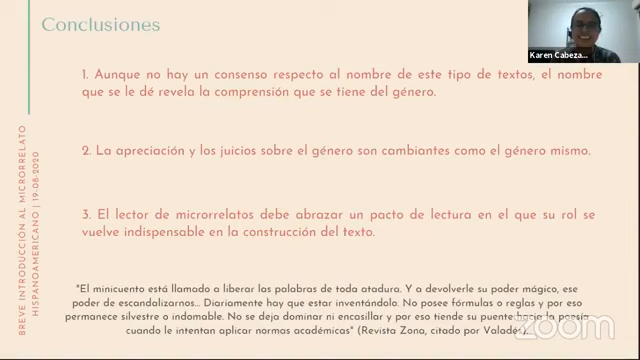 Conclusiones
Karen Cabeza...
1. Aunque no hay un consenso respecto al nombre de este tipo de textos, el nombre
que se le dé revela la comprensión que se tiene del género.
2. La apreciación y los juicios sobre el género son cambiantes como el género mismo.
3. El lector de microrrelatos debe abrazar un pacto de lectura en el que su rol se
vuelve indispensable en la construcción del texto.
"El minicuento está llamado a liberar las palabras de toda atadura. Y a devolverle su poder mágico, ese
poder de escandalizarnos... Diariamente hay que estar inventándolo. No posee fórmulas o reglas y por eso
permanece silvestre o indomable. No se deja dominar ni encasillar y por eso tiende su puente hacia la poesía
cuando le intentan aplicar normas académicas" (Revista Zona, citado por Valadés).
BREVE INTRODUCCIÓN AL MICRORRELATO
HISPANOAMERICANO | 19-08-2020
zoom